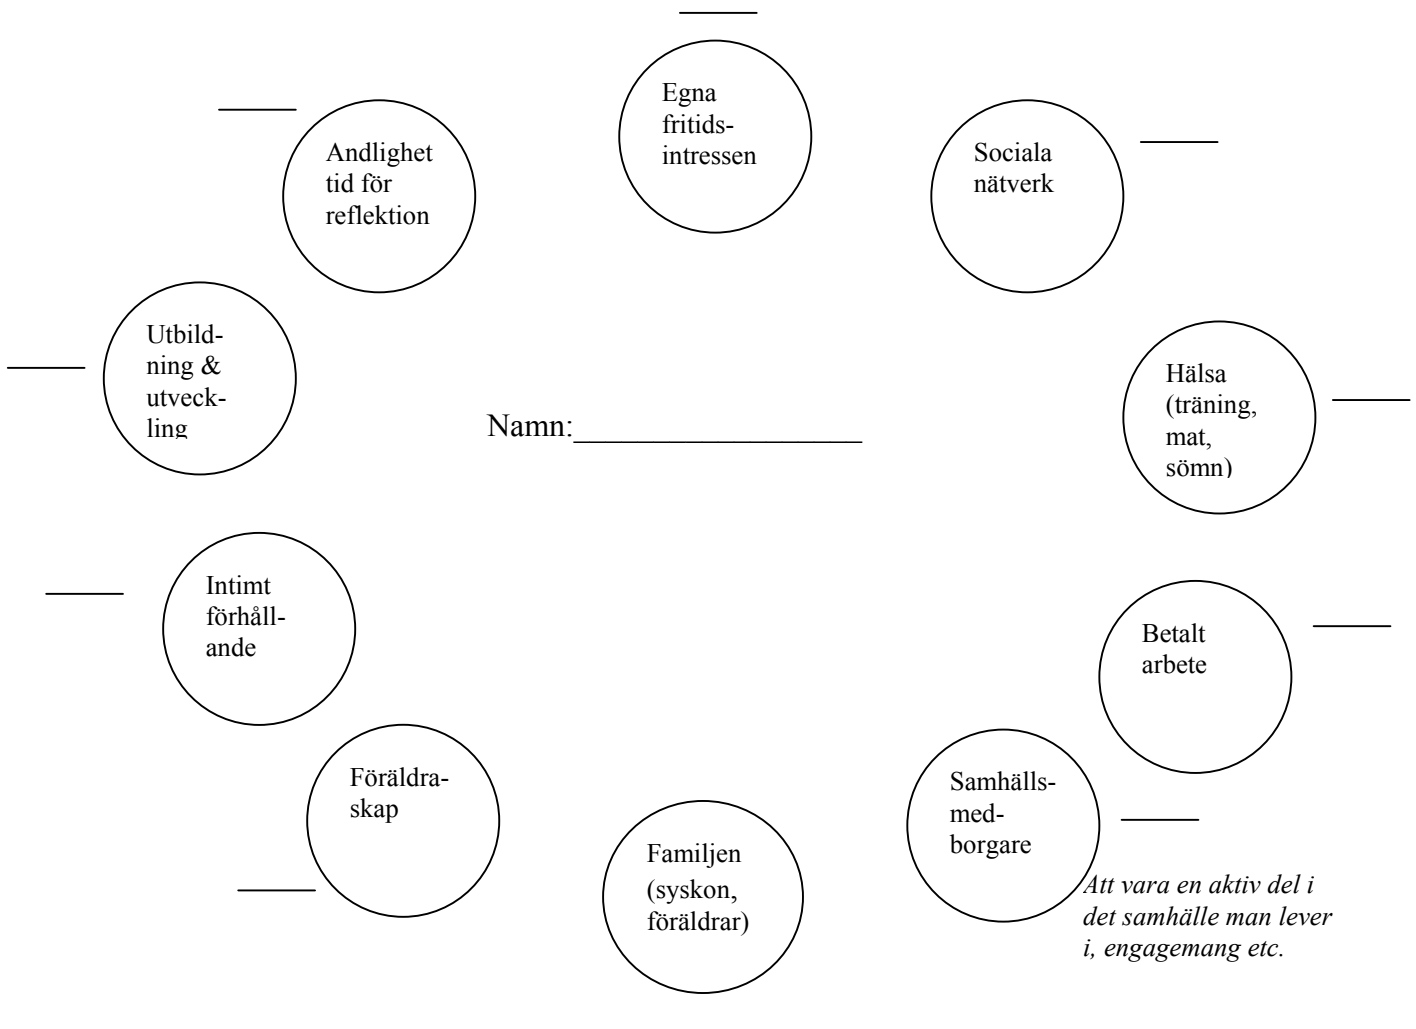 Egna
fritids-
intressen
Andlighet
tid för
reflektion
Sociala
nätverk
Utbild-
ning &
utveck-
ling
Hälsa
(träning,
mat,
sömn)
Namn:__________________
Intimt
förhåll-
ande
Betalt
arbete
Föräldra-
skap
Samhälls-
med-
borgare
Familjen
(syskon,
föräldrar)
Att vara en aktiv del i
det samhälle man lever
i, engagemang etc.